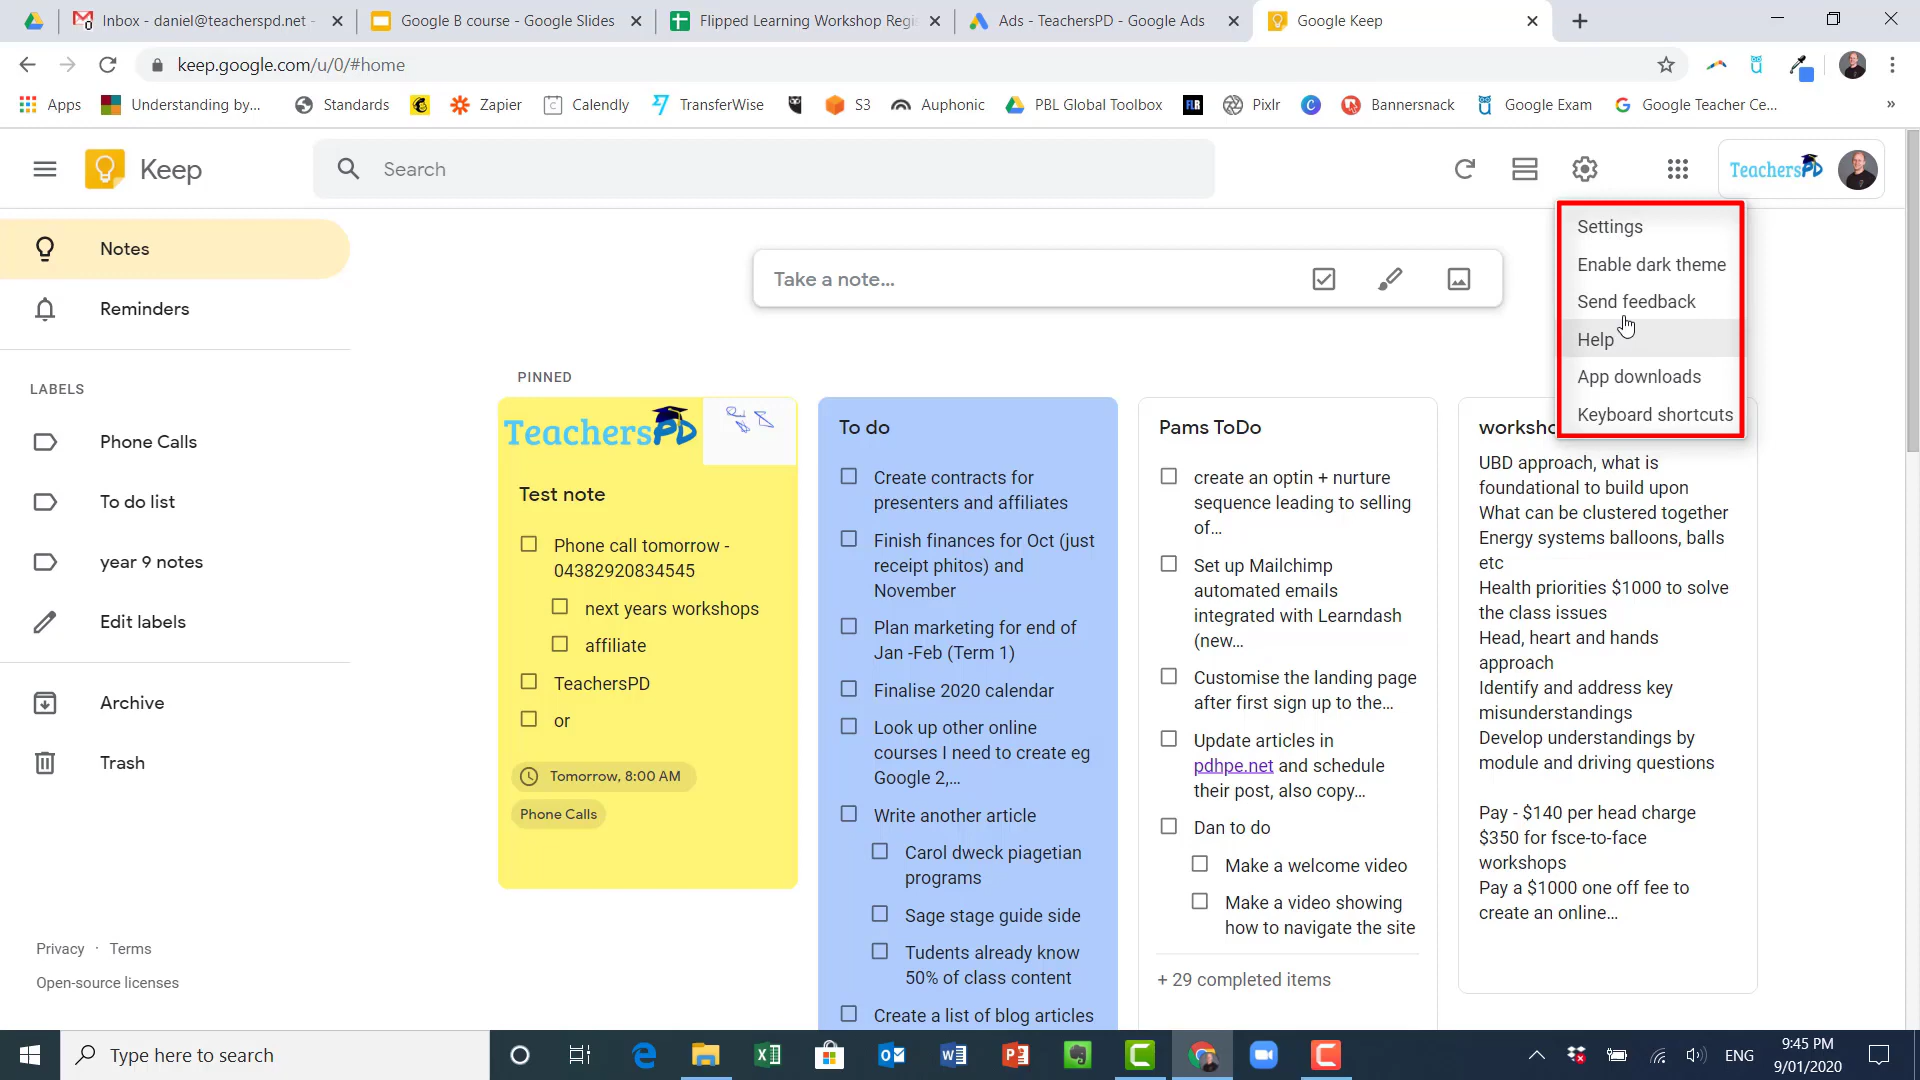 Inbox - daniel@teacherspd.net -
Google B course - Google Slides
Flipped Learning Workshop Regi
Ads - TeachersPD - Google Ads
Google Keep
keep.google.com/u/0/#home
Apps
Understanding by...
Standards
Zapier
Calendly
TransferWise
S3
Auphonic
PBL Global Toolbox
FLR
Pixlr
Bannersnack
Google Exam
Google Teacher Ce...
»
Keep
Search
TeachersPD
Settings
Enable dark theme
Send feedback
Help
App downloads
Keyboard shortcuts
Notes
Reminders
LABELS
Phone Calls
To do list
year 9 notes
Edit labels
Archive
Trash
Privacy · Terms
Open-source licenses
Take a note...
PINNED
TeachersPD
Test note
Phone call tomorrow -
04382920834545
next years workshops
affiliate
TeachersPD
or
Tomorrow, 8:00 AM
Phone Calls
To do
Create contracts for
presenters and affiliates
Finish finances for Oct (just
receipt phitos) and
November
Plan marketing for end of
Jan -Feb (Term 1)
Finalise 2020 calendar
Look up other online
courses I need to create eg
Google 2,...
Write another article
Carol dweck piagetian
programs
Sage stage guide side
Tudents already know
50% of class content
Create a list of blog articles
Pams ToDo
create an optin + nurture
sequence leading to selling
of...
Set up Mailchimp
automated emails
integrated with Learndash
(new...
Customise the landing page
after first sign up to the...
Update articles in
pdhpe.net and schedule
their post, also copy...
Dan to do
Make a welcome video
Make a video showing
how to navigate the site
+ 29 completed items
worksho
UBD approach, what is
foundational to build upon
What can be clustered together
Energy systems balloons, balls
etc
Health priorities $1000 to solve
the class issues
Head, heart and hands
approach
Identify and address key
misunderstandings
Develop understandings by
module and driving questions
Pay - $140 per head charge
$350 for fsce-to-face
workshops
Pay a $1000 one off fee to
create an online...
Type here to search
ENG
9:45 PM
9/01/2020